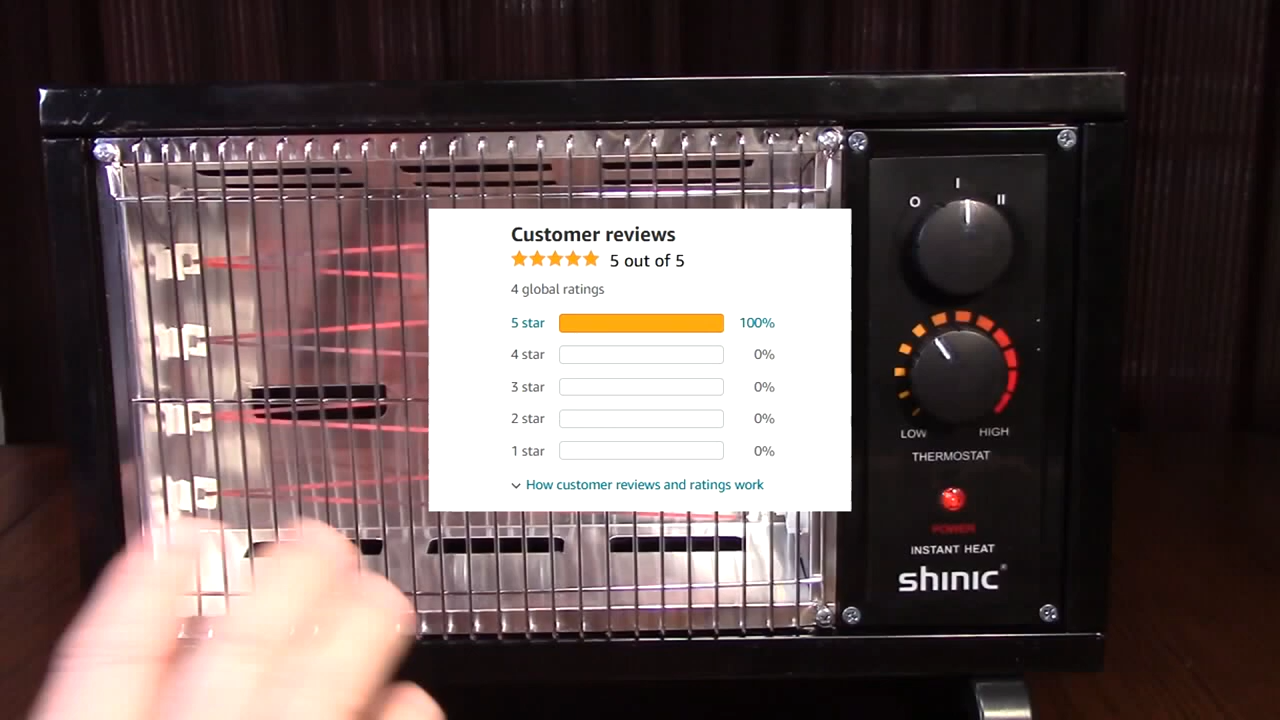 Customer reviews
5 out of 5
4 global ratings
5 star 100%
4 star 0%
3 star 0%
2 star 0%
1 star 0%
How customer reviews and ratings work
O I II
LOW HIGH
THERMOSTAT
POWER
INSTANT HEAT
shinic®